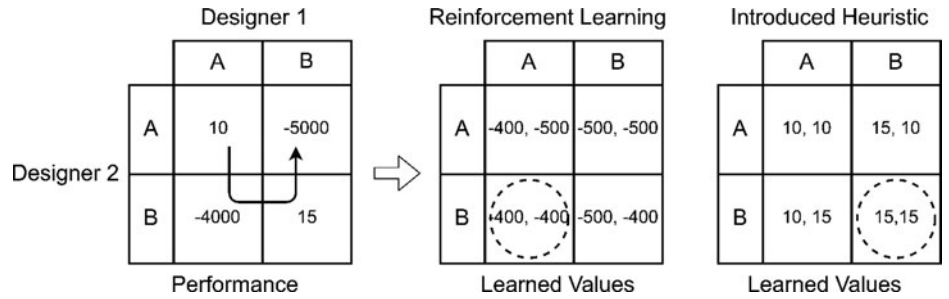 Designer 1
Reinforcement Learning
Introduced Heuristic
A B
A B
A B
A 10 -5000
A -400, -500 -500, -500
A 10, 10 15, 10
Designer 2
B -4000 15
B -400, -400 -500, -400
B 10, 15 15,15
Performance
Learned Values
Learned Values